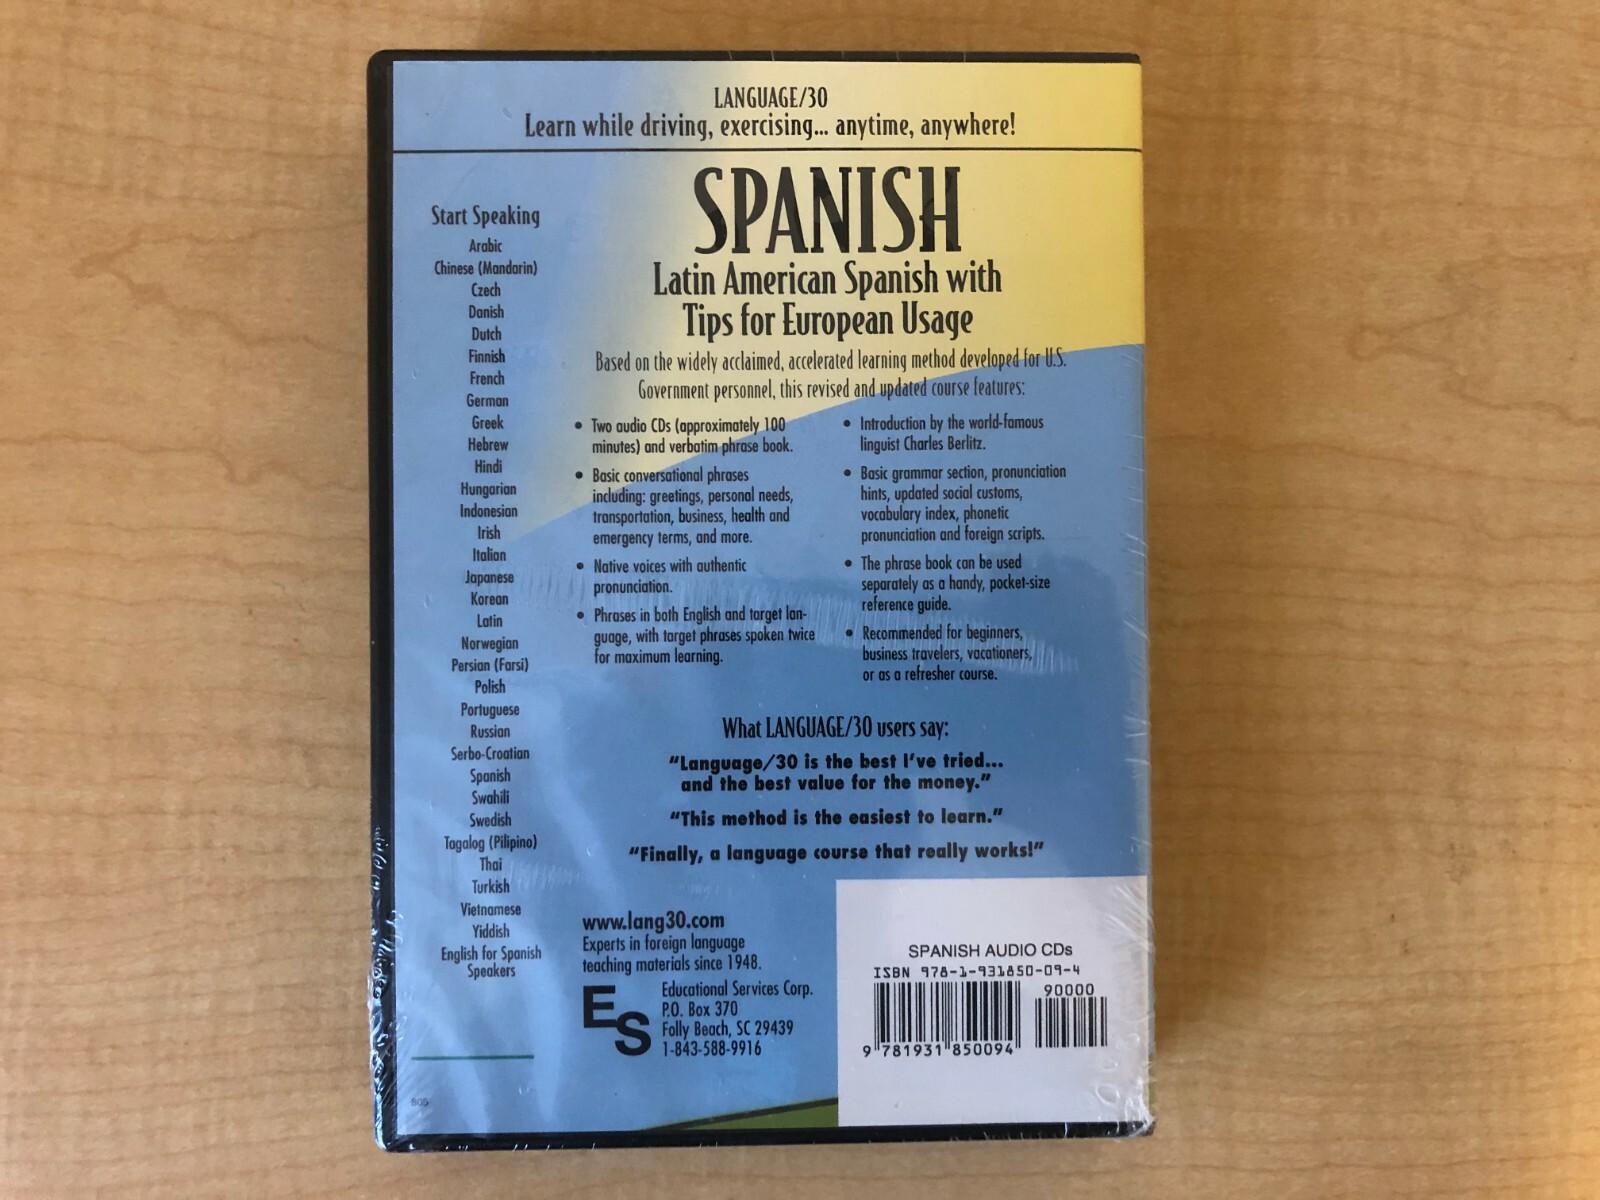 LANGUAGE/30
Learn while driving, exercising... anytime, anywhere!
SPANISH
Latin American Spanish with
Tips for European Usage
Based on the widely acclaimed, accelerated learning method developed for U.S.
Government personnel, this revised and updated course features:
• Two audio CDs (approximately 100
minutes) and verbatim phrase book.
• Basic conversational phrases
including: greetings, personal needs,
transportation, business, health and
emergency terms, and more.
• Native voices with authentic
pronunciation.
• Phrases in both English and target lan-
guage, with target phrases spoken twice
for maximum learning.
• Introduction by the world-famous
linguist Charles Berlitz.
• Basic grammar section, pronunciation
hints, updated social customs,
vocabulary index, phonetic
pronunciation and foreign scripts.
• The phrase book can be used
separately as a handy, pocket-size
reference guide.
• Recommended for beginners,
business travelers, vacationers,
or as a refresher course.
Start Speaking
Arabic
Chinese (Mandarin)
Czech
Danish
Dutch
Finnish
French
German
Greek
Hebrew
Hindi
Hungarian
Indonesian
Irish
Italian
Japanese
Korean
Latin
Norwegian
Persian (Farsi)
Polish
Portuguese
Russian
Serbo-Croatian
Spanish
Swahili
Swedish
Tagalog (Pilipino)
Thai
Turkish
Vietnamese
Yiddish
English for Spanish
Speakers
What LANGUAGE/30 users say:
“Language/30 is the best I’ve tried...
and the best value for the money.”
“This method is the easiest to learn.”
“Finally, a language course that really works!”
www.lang30.com
Experts in foreign language
teaching materials since 1948.
ES
Educational Services Corp.
P.O. Box 370
Folly Beach, SC 29439
1-843-588-9916
SPANISH AUDIO CDs
ISBN 978-1-931850-09-4
90000
9 781931 850094